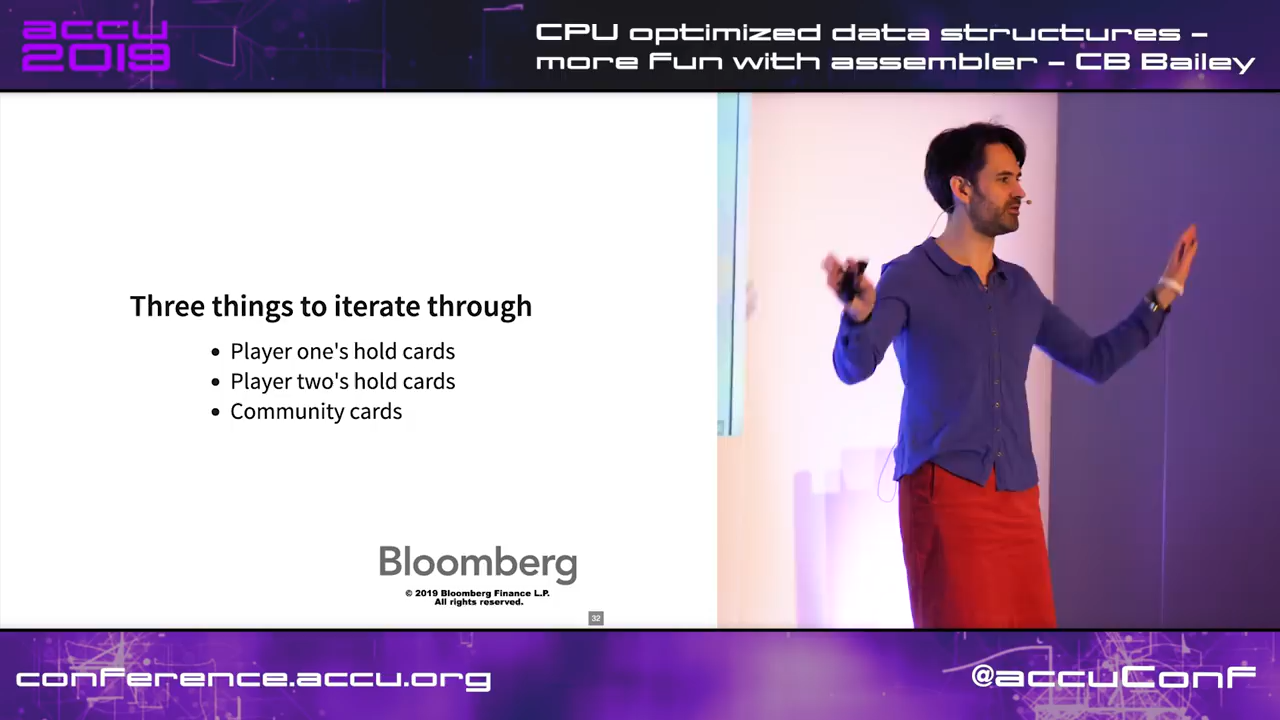 accu
2019
CPU optimized data structures –
more fun with assembler – CB Bailey
Three things to iterate through
• Player one's hold cards
• Player two's hold cards
• Community cards
Bloomberg
© 2019 Bloomberg Finance L.P.
All rights reserved.
32
conference.accu.org
@accuConf